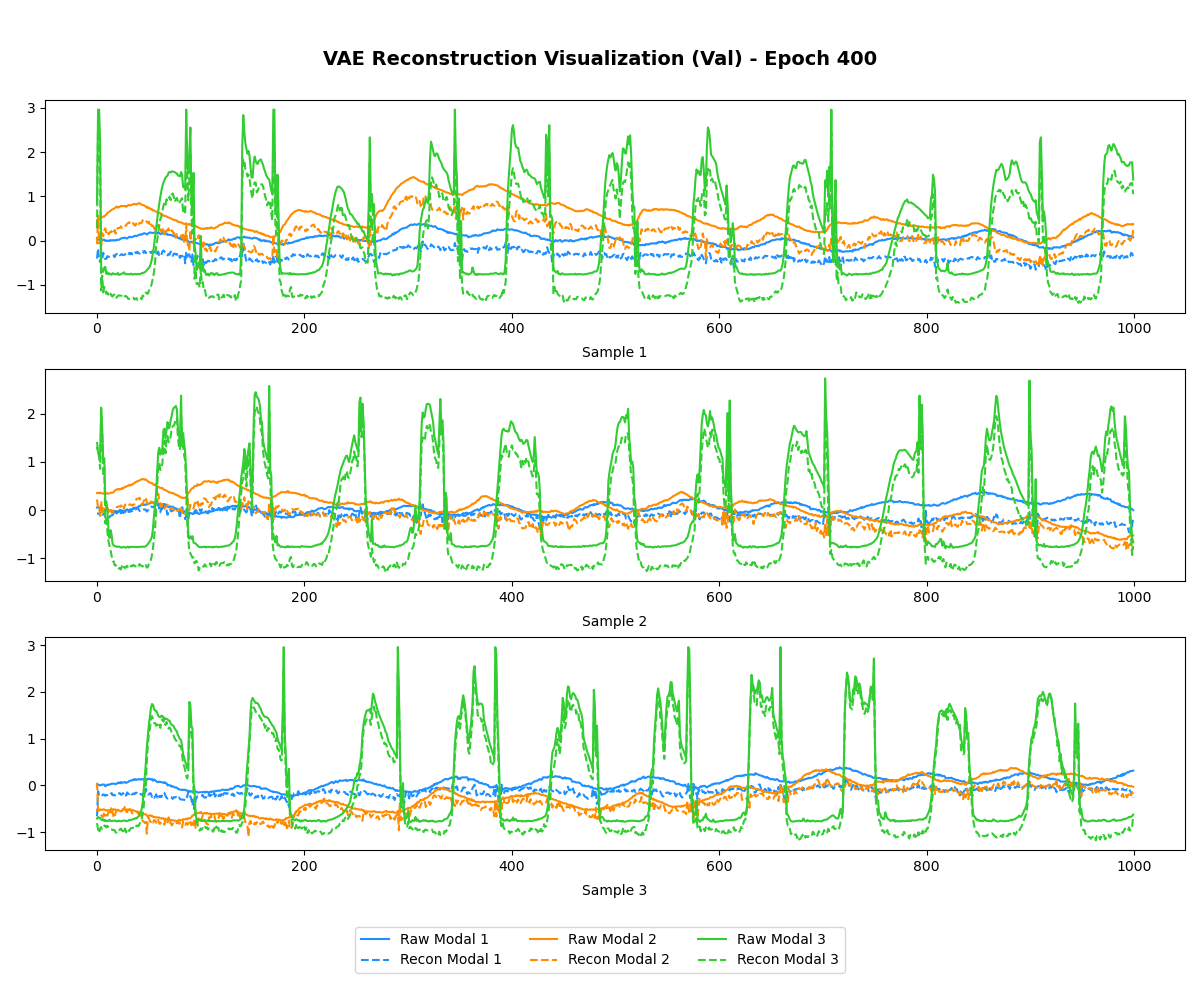 VAE Reconstruction Visualization (Val) - Epoch 400
3
2
1
0
−1
0 200 400 600 800 1000
Sample 1
2
1
0
−1
0 200 400 600 800 1000
Sample 2
3
2
1
0
−1
0 200 400 600 800 1000
Sample 3
Raw Modal 1 Raw Modal 2 Raw Modal 3
Recon Modal 1 Recon Modal 2 Recon Modal 3